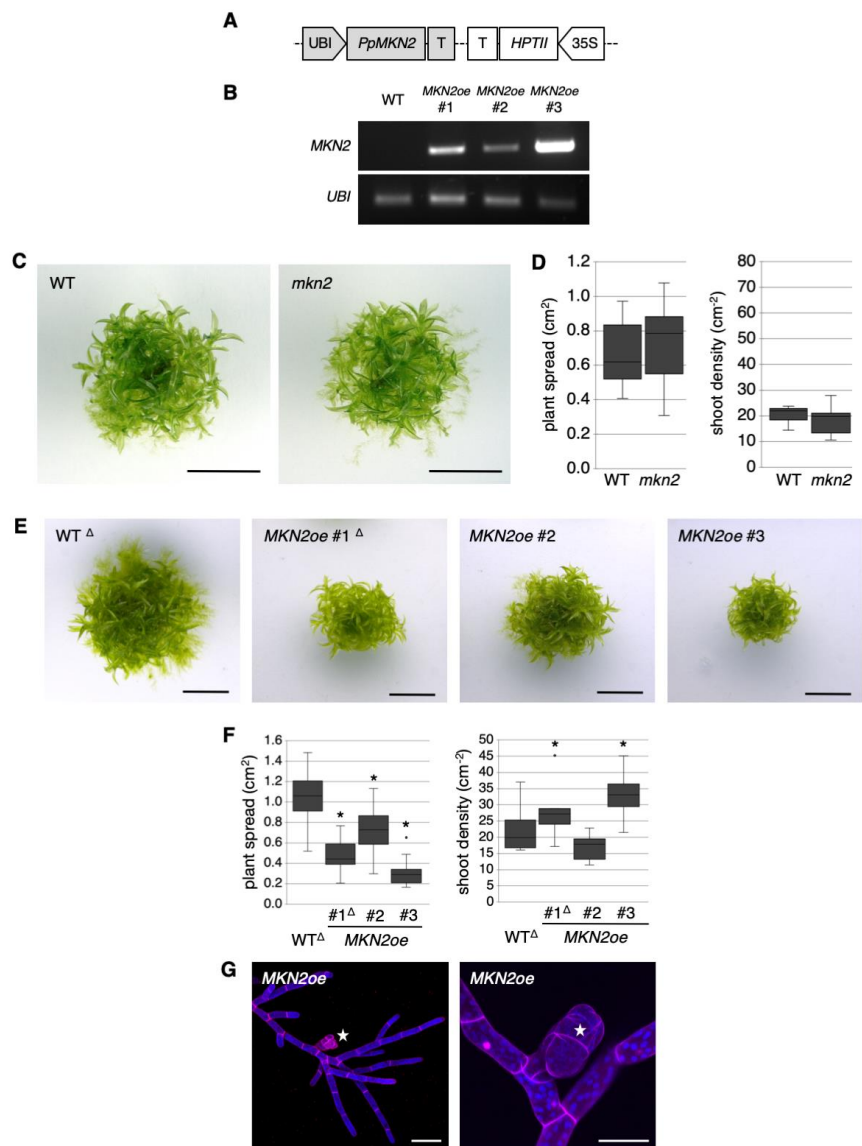 A
UBI PpMKN2 T T HPTII 35S
B
WT MKN2oe #1 MKN2oe #2 MKN2oe #3
MKN2
UBI
C
WT
mkn2
D
plant spread (cm2)
1.2
1.0
0.8
0.6
0.4
0.2
0.0
WT mkn2
shoot density (cm-2)
80
70
60
50
40
30
20
10
0
WT mkn2
E
WT Δ
MKN2oe #1 Δ
MKN2oe #2
MKN2oe #3
F
plant spread (cm2)
1.6
1.4
1.2
1.0
0.8
0.6
0.4
0.2
0.0
* * *
#1Δ #2 #3
WTΔ MKN2oe
shoot density (cm-2)
50
45
40
35
30
25
20
15
10
5
0
* *
#1Δ #2 #3
WTΔ MKN2oe
G
MKN2oe
MKN2oe